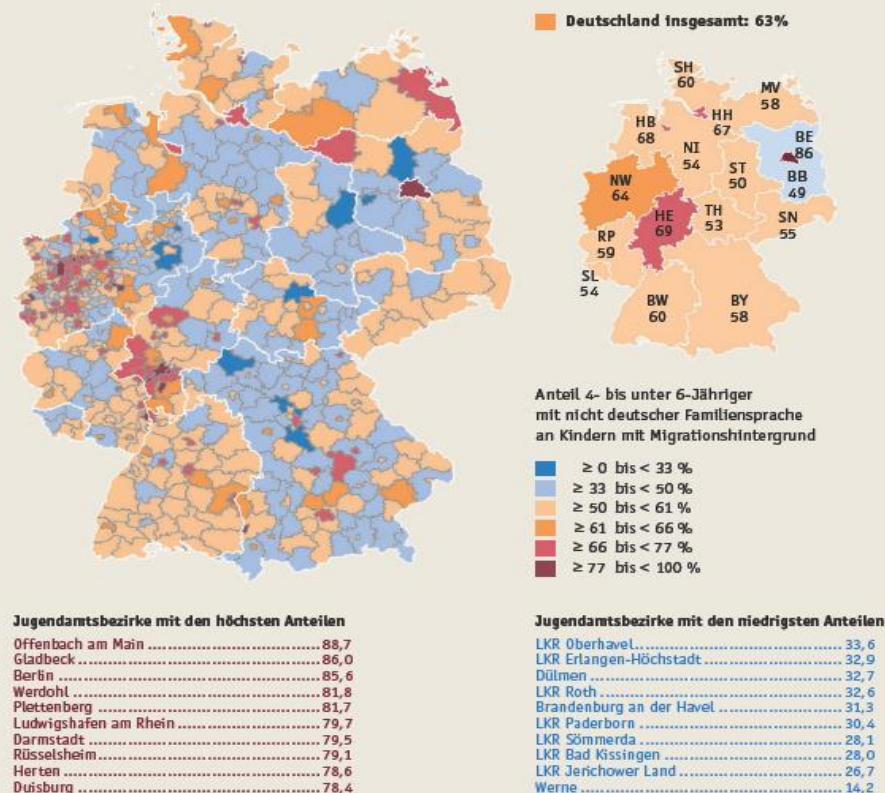 Deutschland insgesamt: 63%
SH
60
MV
58
HH
67
HB
68
NI
54
BE
86
BB
49
ST
50
NW
64
HE
69
TH
53
SN
55
RP
59
SL
54
BW
60
BY
58
Anteil 4- bis unter 6-Jähriger
mit nicht deutscher Familiensprache
an Kindern mit Migrationshintergrund
≥ 0 bis < 33 %
≥ 33 bis < 50 %
≥ 50 bis < 61 %
≥ 61 bis < 66 %
≥ 66 bis < 77 %
≥ 77 bis < 100 %
Jugendamtsbezirke mit den höchsten Anteilen
Offenbach am Main 88,7
Gladbeck 86,0
Berlin 85,6
Werdohl 81,8
Plettenberg 81,7
Ludwigshafen am Rhein 79,7
Darmstadt 79,5
Rüsselsheim 79,1
Herten 78,6
Duisburg 78,4
Jugendamtsbezirke mit den niedrigsten Anteilen
LKR Oberhavel 33,6
LKR Erlangen-Höchstadt 32,9
Dülmen 32,7
LKR Roth 32,6
Brandenburg an der Havel 31,3
LKR Paderborn 30,4
LKR Sömmerda 28,1
LKR Bad Kissingen 28,0
LKR Jerichower Land 26,7
Werne 14,2